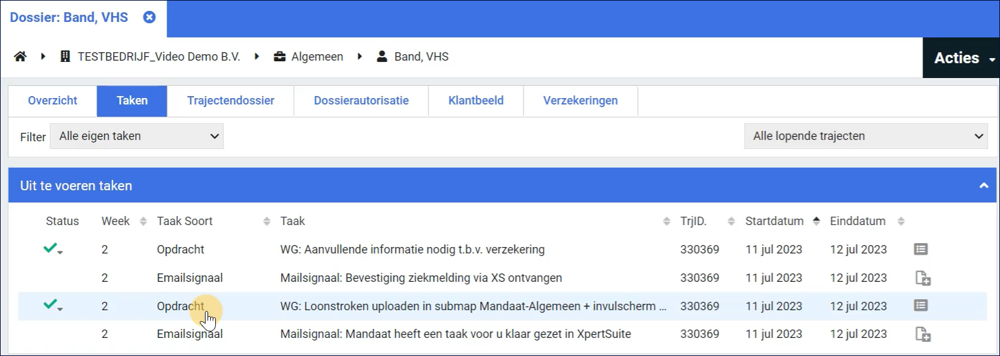 Dossier: Band, VHS
TESTBEDRIJF_Video Demo B.V. Algemeen Band, VHS
Acties
Overzicht Taken Trajectendossier Dossierautorisatie Klantbeeld Verzekeringen
Filter Alle eigen taken Alle lopende trajecten
Uit te voeren taken
Status Week Taak Soort Taak TrjID. Startdatum Einddatum
2 Opdracht WG: Aanvullende informatie nodig t.b.v. verzekering 330369 11 jul 2023 12 jul 2023
2 Emailsignaal Mailsignaal: Bevestiging ziekmelding via XS ontvangen 330369 11 jul 2023 12 jul 2023
2 Opdracht WG: Loonstroken uploaden in submap Mandaat-Algemeen + invulscherm ... 330369 11 jul 2023 12 jul 2023
2 Emailsignaal Mailsignaal: Mandaat heeft een taak voor u klaar gezet in XpertSuite 330369 11 jul 2023 12 jul 2023